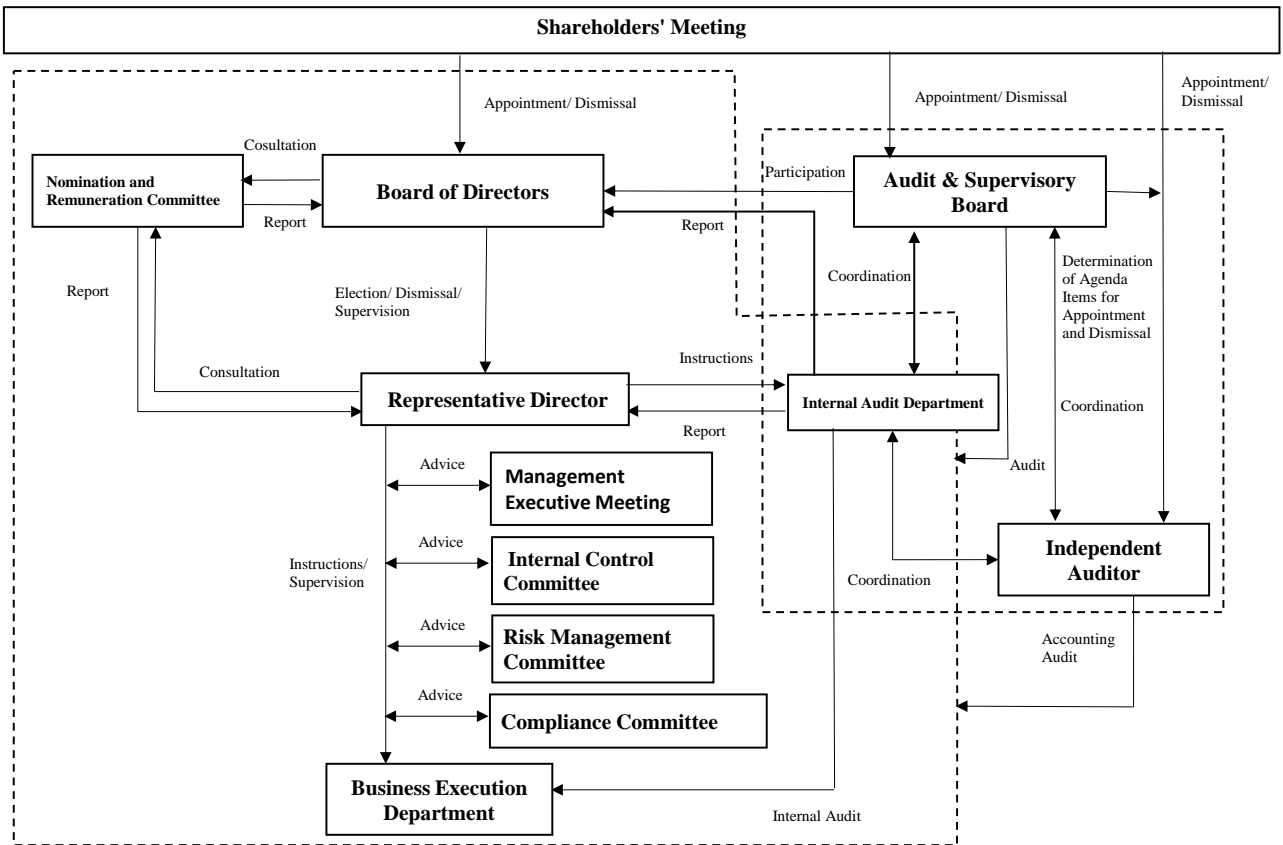 Shareholders' Meeting
Appointment/ Dismissal
Appointment/ Dismissal
Appointment/
Dismissal
Cosultation
Nomination and
Remuneration Committee
Report
Board of Directors
Participation
Audit & Supervisory
Board
Report
Report
Election/ Dismissal/
Supervision
Coordination
Determination
of Agenda
Items for
Appointment
and Dismissal
Consultation
Representative Director
Instructions
Report
Internal Audit Department
Coordination
Audit
Advice
Management
Executive Meeting
Instructions/
Supervision
Advice
Internal Control
Committee
Coordination
Independent
Auditor
Advice
Risk Management
Committee
Accounting
Audit
Advice
Compliance Committee
Business Execution
Department
Internal Audit